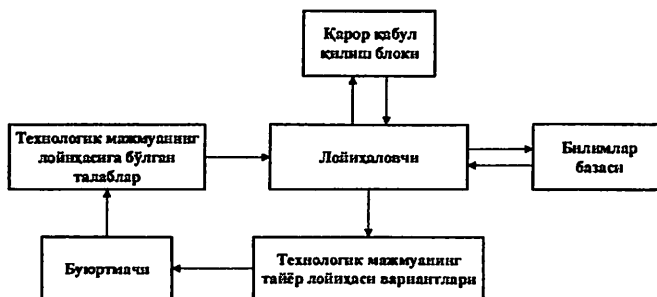 Қарор қабул
қилиш блоки
Технологик мажмуанинг
лойиҳасига бўлган
талаблар
Лойиҳаловчи
Билимлар
базаси
Буюртмачи
Технологик мажмуанинг
тайёр лойиҳаси вариантлари